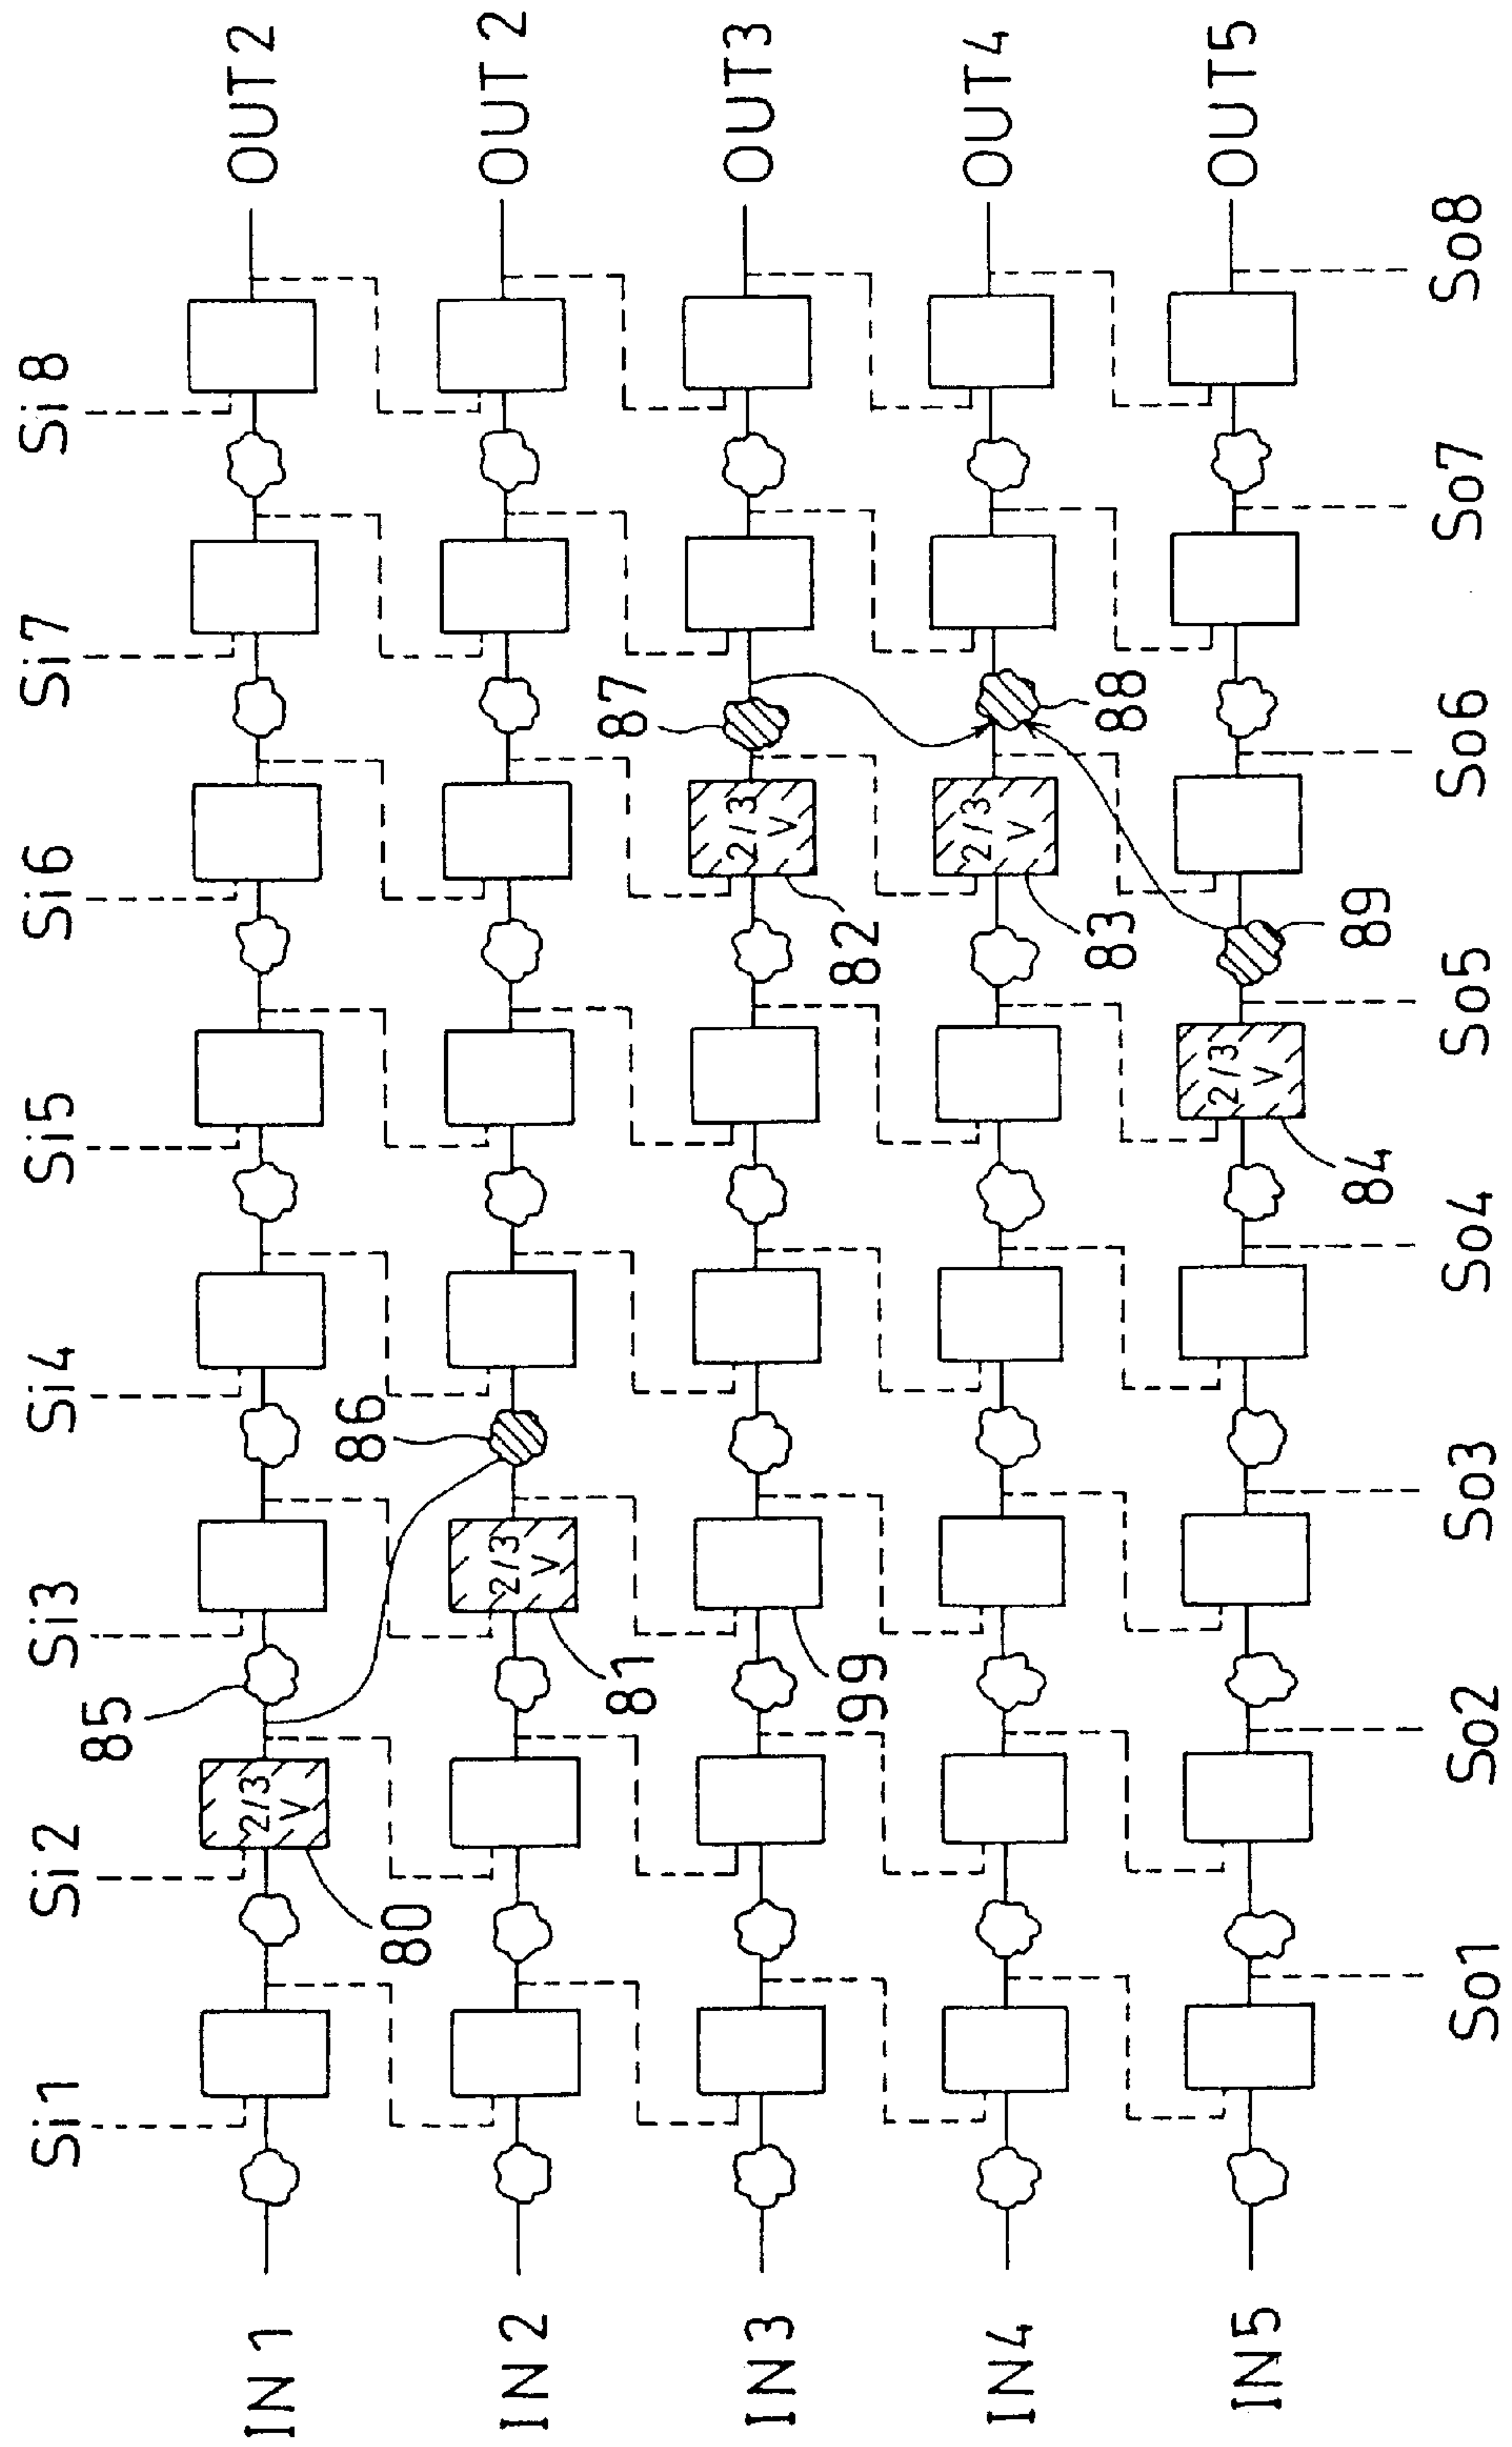 Si1 Si2 Si3 Si4 Si5 Si6 Si7 Si8
85
IN1 2/3 OUT2
V
86
80
IN2 2/3 OUT2
V
81 87
IN3 2/3 OUT3
V
99 82
IN4 2/3 OUT4
V
83 88
IN5 2/3 OUT5
V
84 89
So1 So2 So3 So4 So5 So6 So7 So8